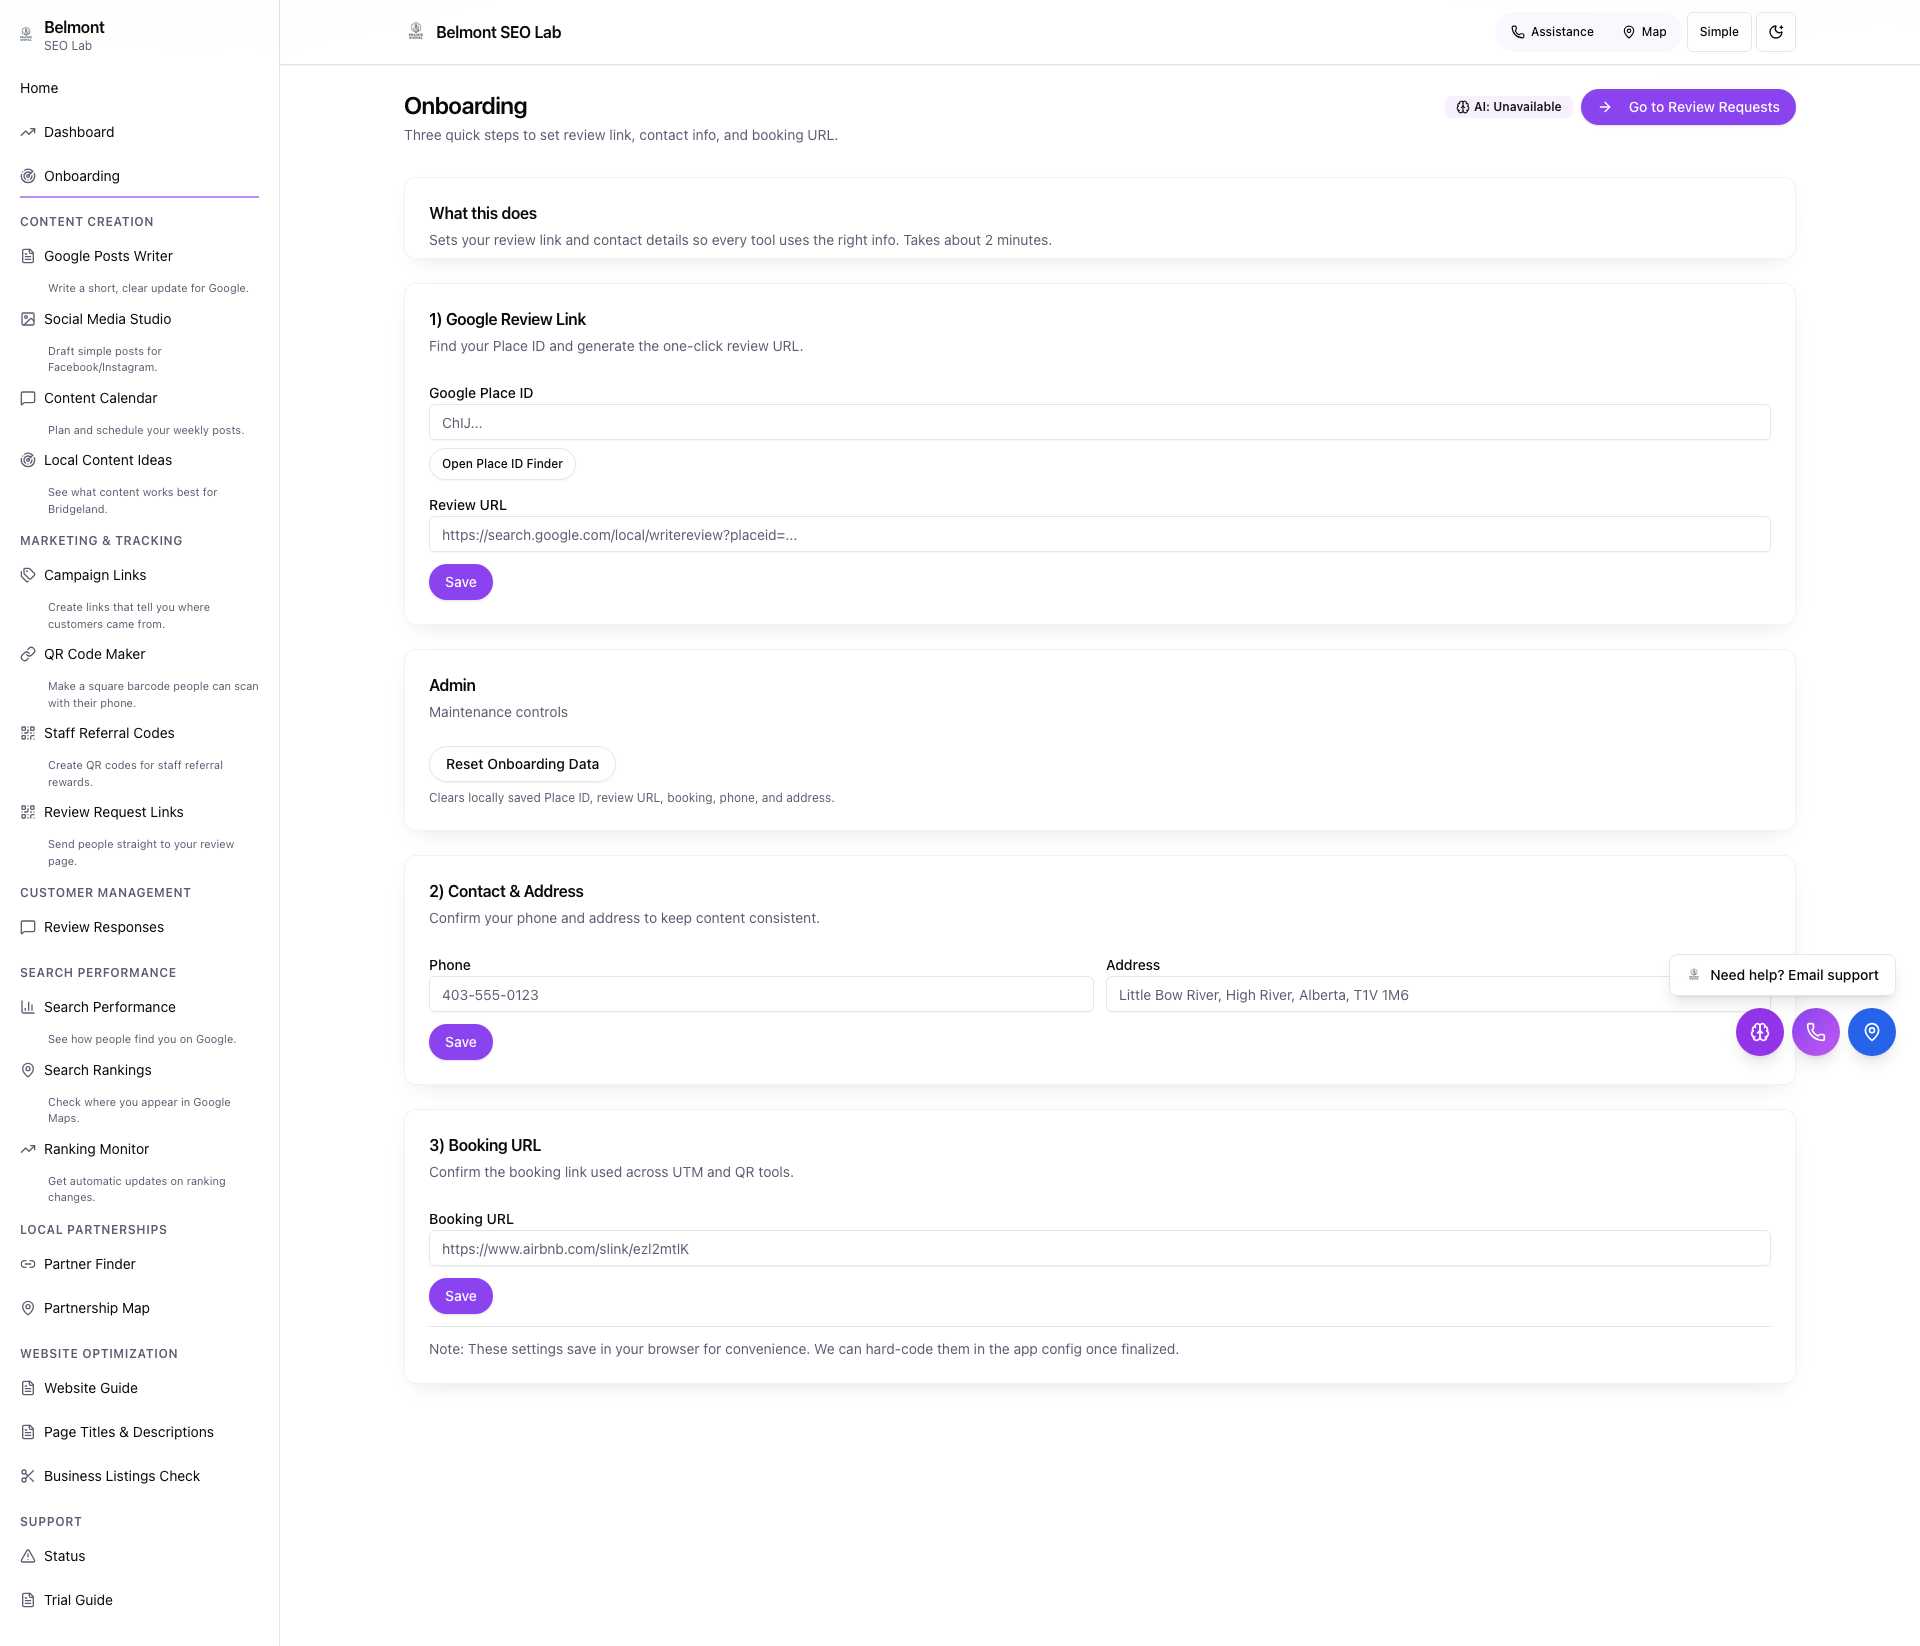 Belmont
SEO Lab
Home
Dashboard
Onboarding
CONTENT CREATION
Google Posts Writer
Write a short, clear update for Google.
Social Media Studio
Draft simple posts for
Facebook/Instagram.
Content Calendar
Plan and schedule your weekly posts.
Local Content Ideas
See what content works best for
Bridgeland.
MARKETING & TRACKING
Campaign Links
Create links that tell you where
customers came from.
QR Code Maker
Make a square barcode people can scan
with their phone.
Staff Referral Codes
Create QR codes for staff referral
rewards.
Review Request Links
Send people straight to your review
page.
CUSTOMER MANAGEMENT
Review Responses
SEARCH PERFORMANCE
Search Performance
See how people find you on Google.
Search Rankings
Check where you appear in Google
Maps.
Ranking Monitor
Get automatic updates on ranking
changes.
LOCAL PARTNERSHIPS
Partner Finder
Partnership Map
WEBSITE OPTIMIZATION
Website Guide
Page Titles & Descriptions
Business Listings Check
SUPPORT
Status
Trial Guide
Belmont SEO Lab
Assistance
Map
Simple
Onboarding
Three quick steps to set review link, contact info, and booking URL.
AI: Unavailable
Go to Review Requests
What this does
Sets your review link and contact details so every tool uses the right info. Takes about 2 minutes.
1) Google Review Link
Find your Place ID and generate the one-click review URL.
Google Place ID
ChIJ...
Open Place ID Finder
Review URL
https://search.google.com/local/writereview?placeid=...
Save
Admin
Maintenance controls
Reset Onboarding Data
Clears locally saved Place ID, review URL, booking, phone, and address.
2) Contact & Address
Confirm your phone and address to keep content consistent.
Phone
403-555-0123
Address
Little Bow River, High River, Alberta, T1V 1M6
Save
Need help? Email support
3) Booking URL
Confirm the booking link used across UTM and QR tools.
Booking URL
Save
Note: These settings save in your browser for convenience. We can hard-code them in the app config once finalized.